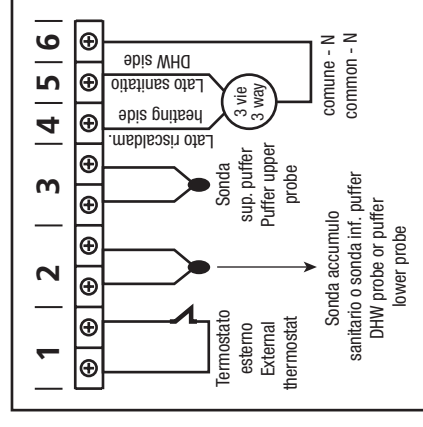 1
2
3
4
5
6
Termostato
esterno
External
thermostat
Sonda accumulo
sanitario o sonda inf. puffer
DHW probe or puffer
lower probe
Sonda
sup. puffer
Puffer upper
probe
Lato riscaldam.
heating side
Lato sanitatio
DHW side
3 vie
3 way
comune - N
common - N